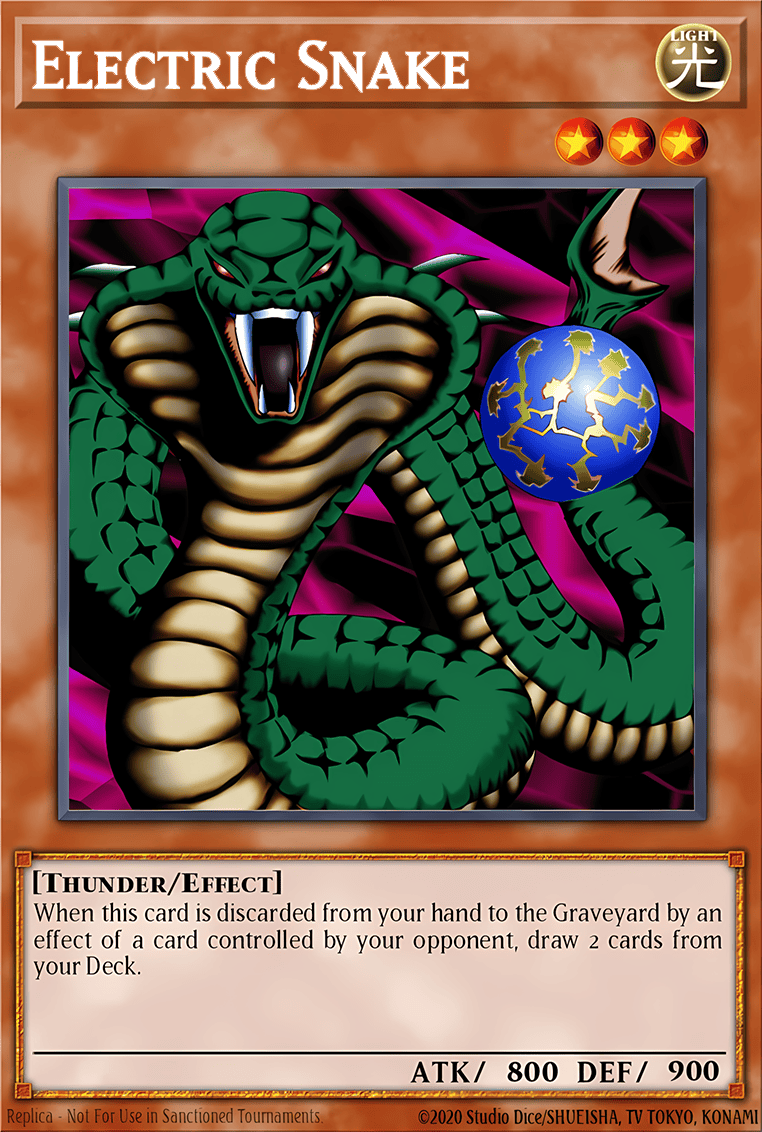 Electric Snake
LIGHT
光
[Thunder/Effect]
When this card is discarded from your hand to the Graveyard by an
effect of a card controlled by your opponent, draw 2 cards from
your Deck.
ATK/ 800 DEF/ 900
Replica - Not For Use in Sanctioned Tournaments.
©2020 Studio Dice/SHUEISHA, TV TOKYO, KONAMI